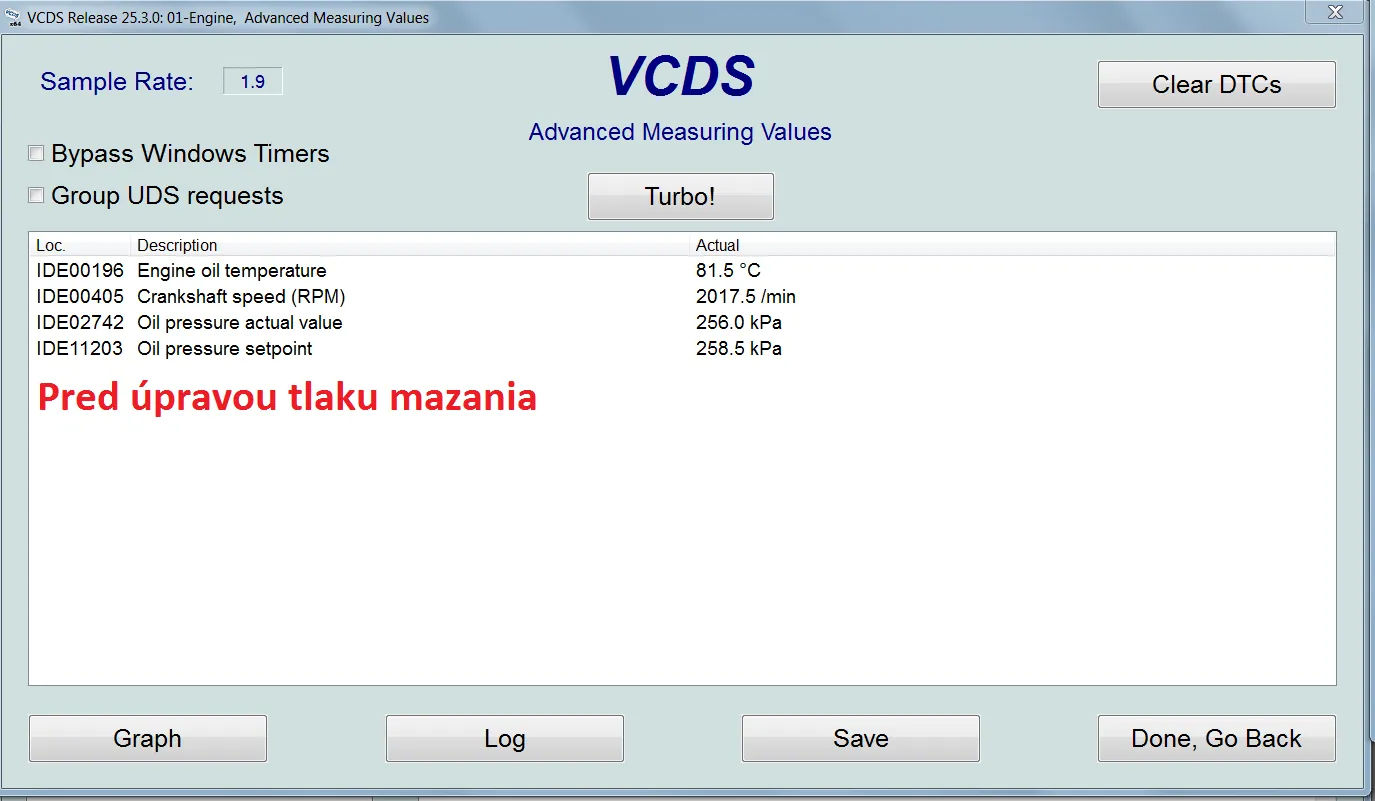 VCDS Release 25.3.0: 01-Engine, Advanced Measuring Values
Sample Rate: 1.9
VCDS
Clear DTCs
Advanced Measuring Values
Bypass Windows Timers
Group UDS requests
Turbo!
Loc. Description Actual
IDE00196 Engine oil temperature 81.5 °C
IDE00405 Crankshaft speed (RPM) 2017.5 /min
IDE02742 Oil pressure actual value 256.0 kPa
IDE11203 Oil pressure setpoint 258.5 kPa
Pred úpravou tlaku mazania
Graph Log Save Done, Go Back